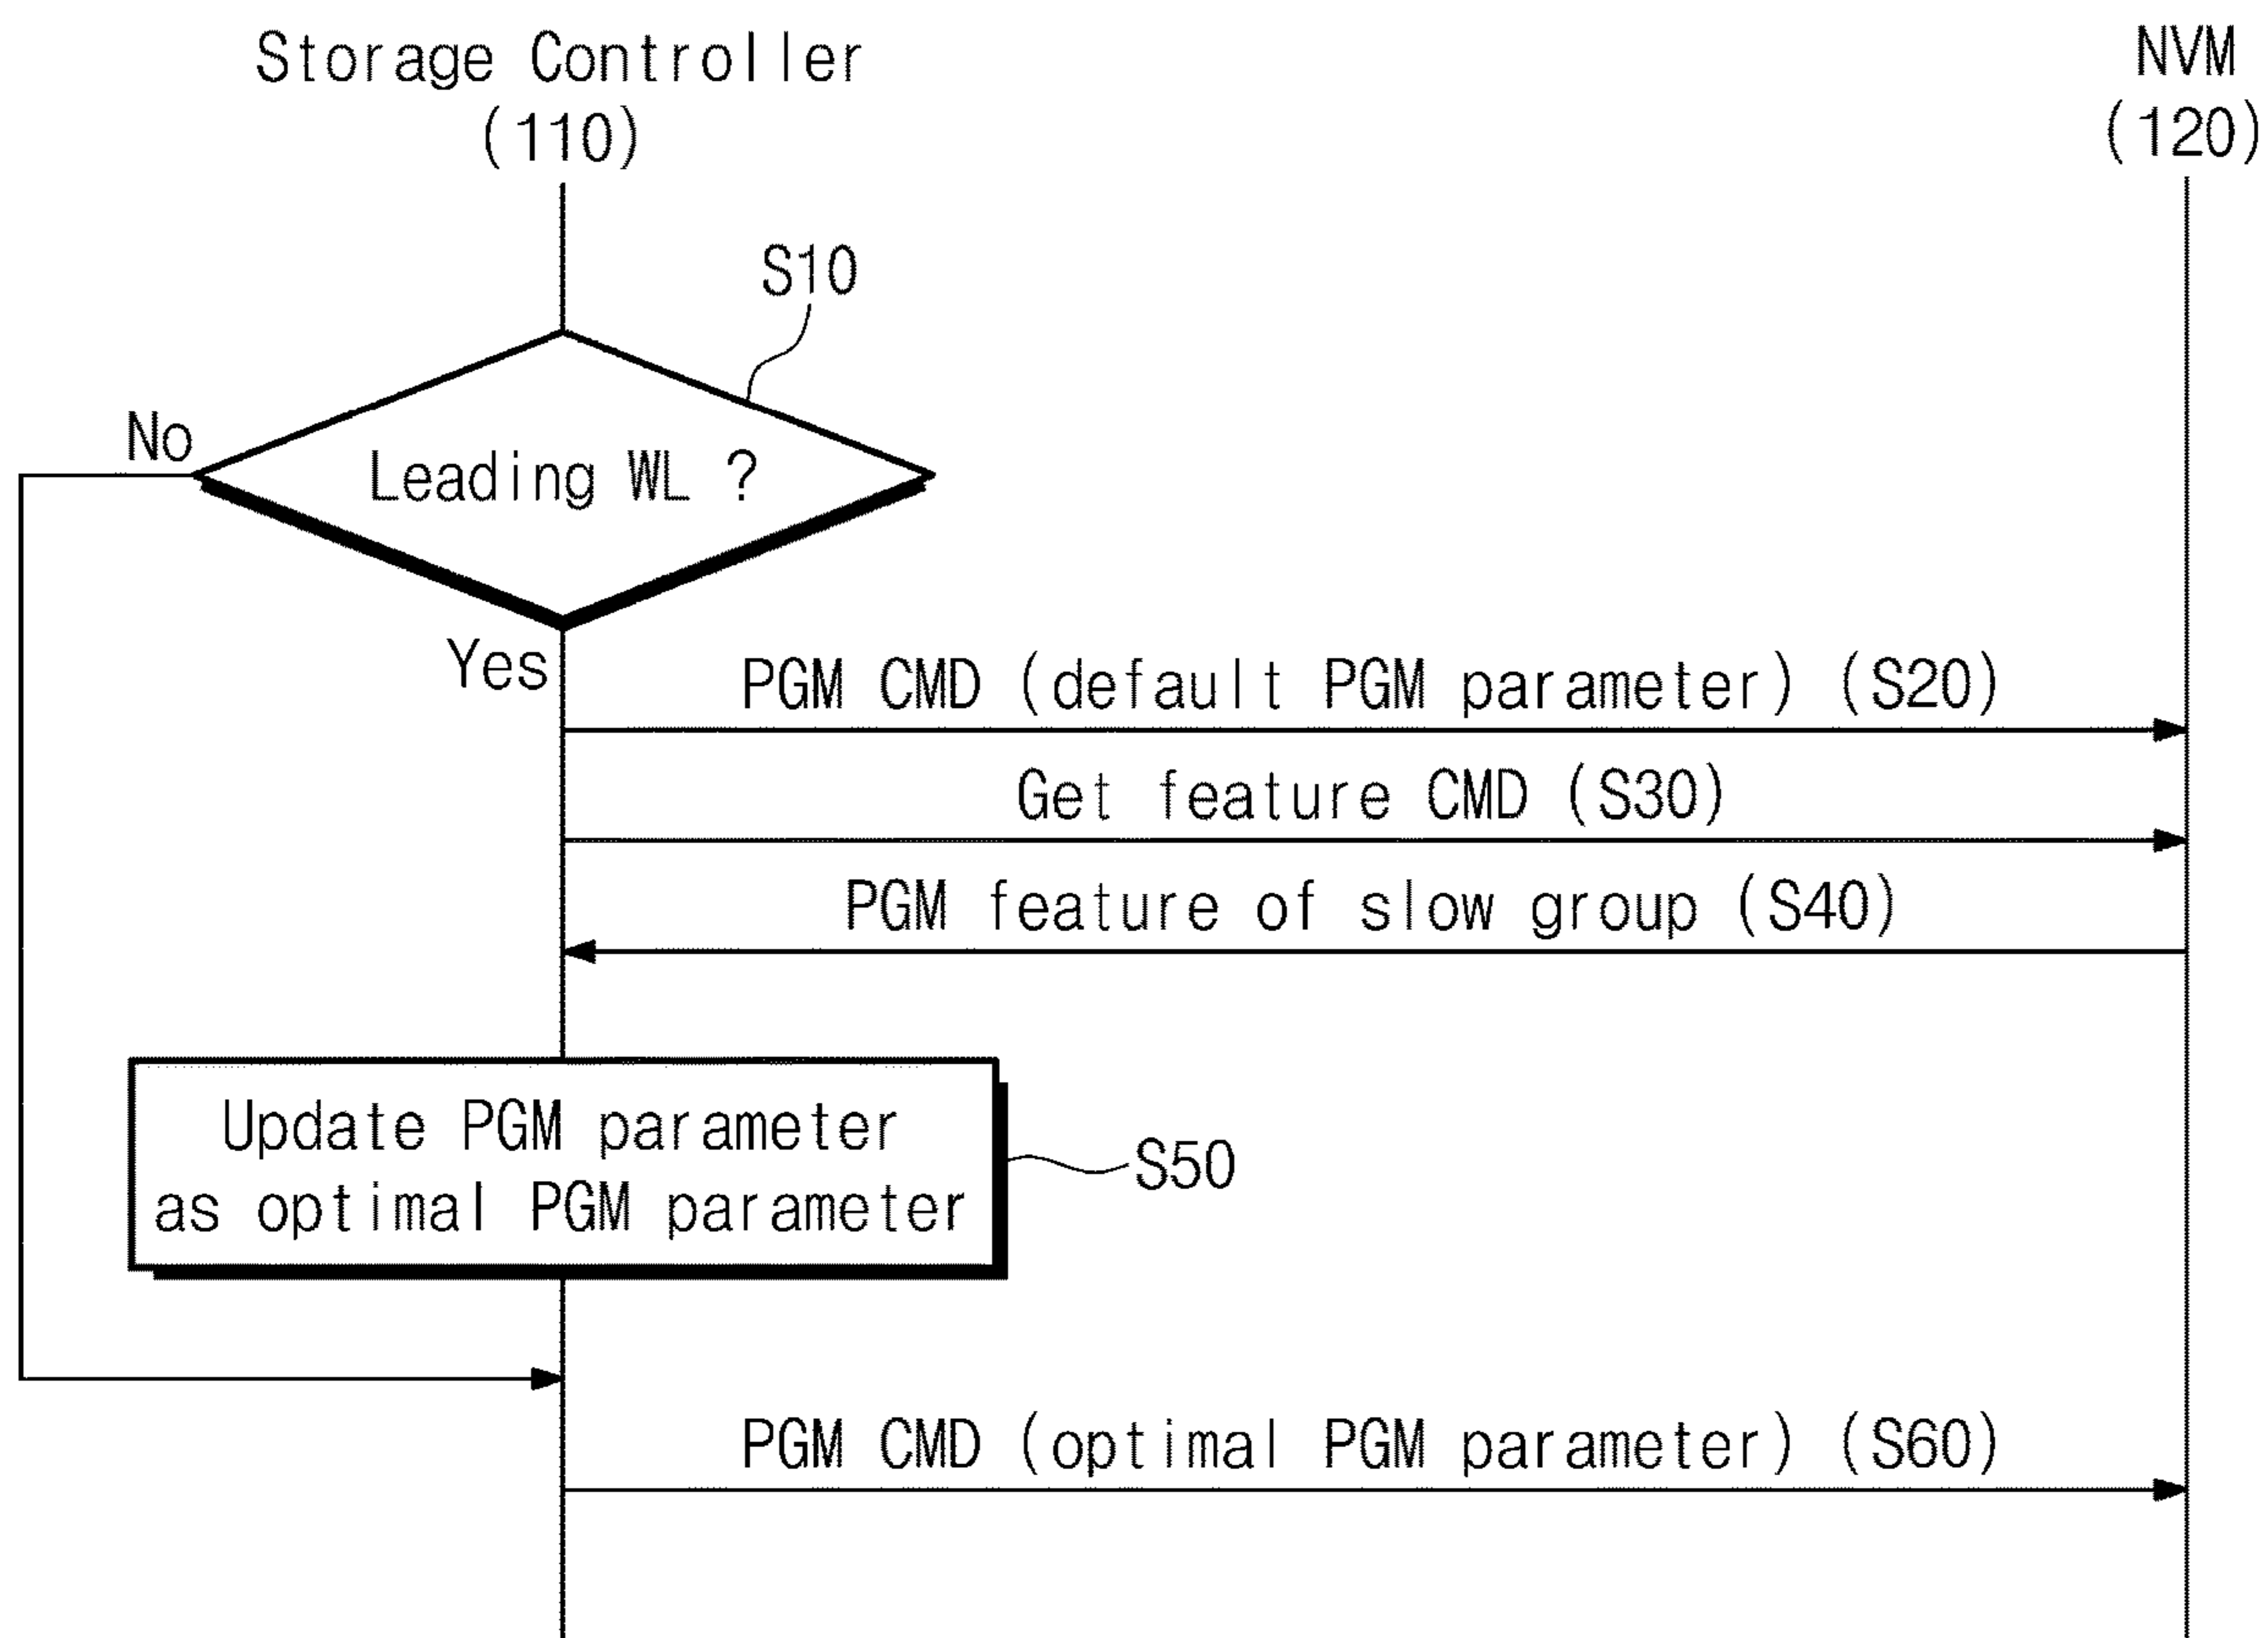 Storage Controller
(110)
NVM
(120)
S10
No
Leading WL ?
Yes
PGM CMD (default PGM parameter) (S20)
Get feature CMD (S30)
PGM feature of slow group (S40)
Update PGM parameter
as optimal PGM parameter
S50
PGM CMD (optimal PGM parameter) (S60)